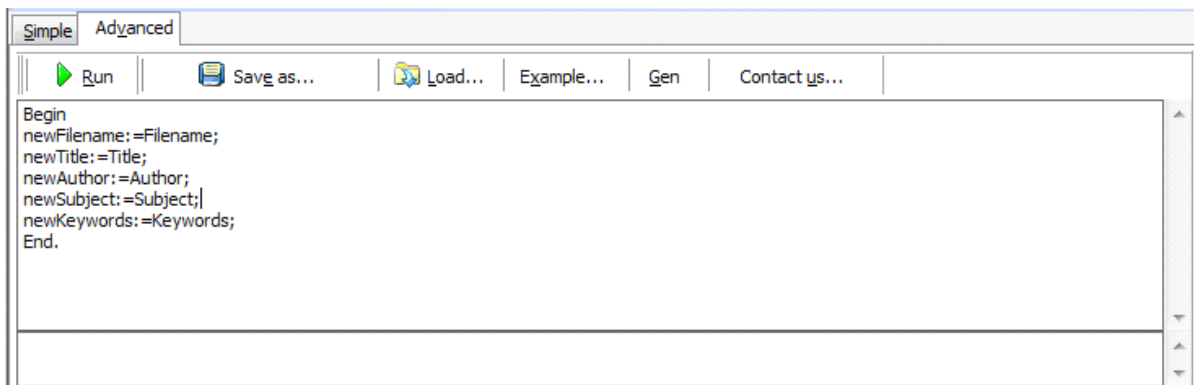 Simple Advanced
Run Save as... Load... Example... Gen Contact us...
Begin
newFilename:=Filename;
newTitle:=Title;
newAuthor:=Author;
newSubject:=Subject;
newKeywords:=Keywords;
End.